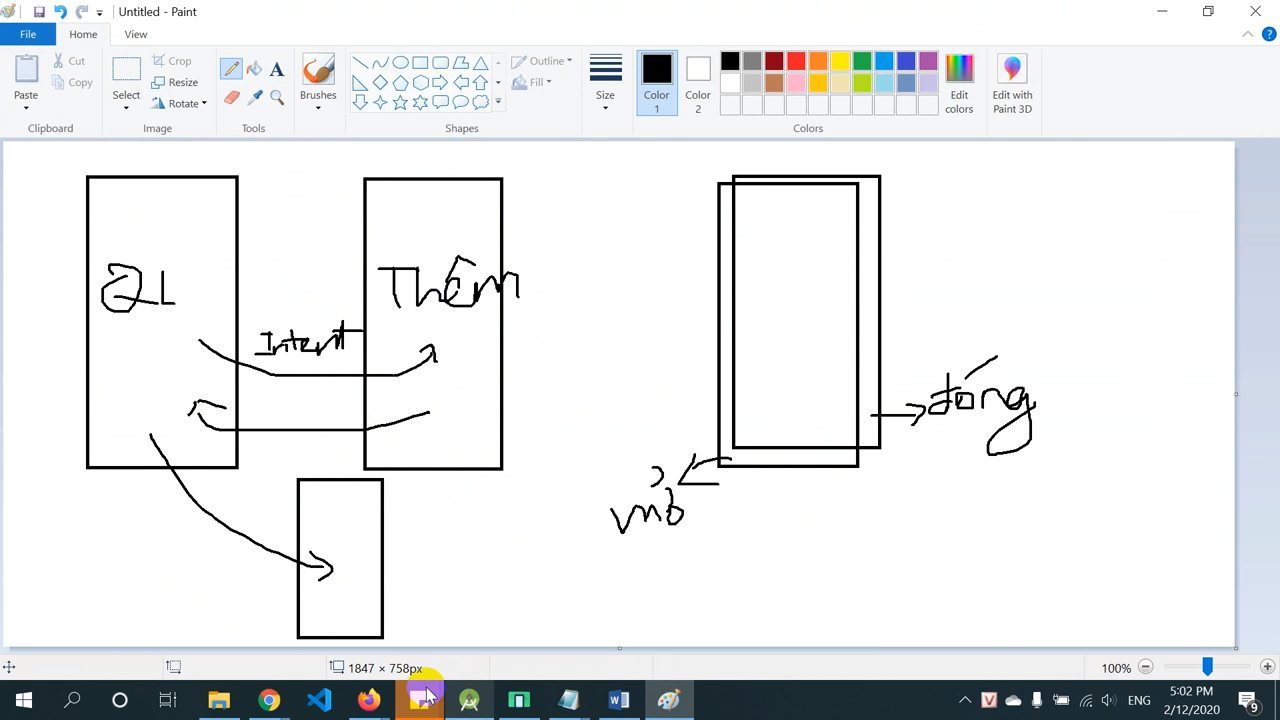 Untitled - Paint
File
Home
View
Paste
Cut
Copy
Clipboard
Select
Crop
Resize
Rotate
Image
Tools
Brushes
Shapes
Outline
Fill
Size
Color 1
Color 2
Colors
Edit colors
Edit with Paint 3D
QL
Thêm
Intent
đóng
mở
1847 × 758px
100%
ENG
5:02 PM
2/12/2020
9